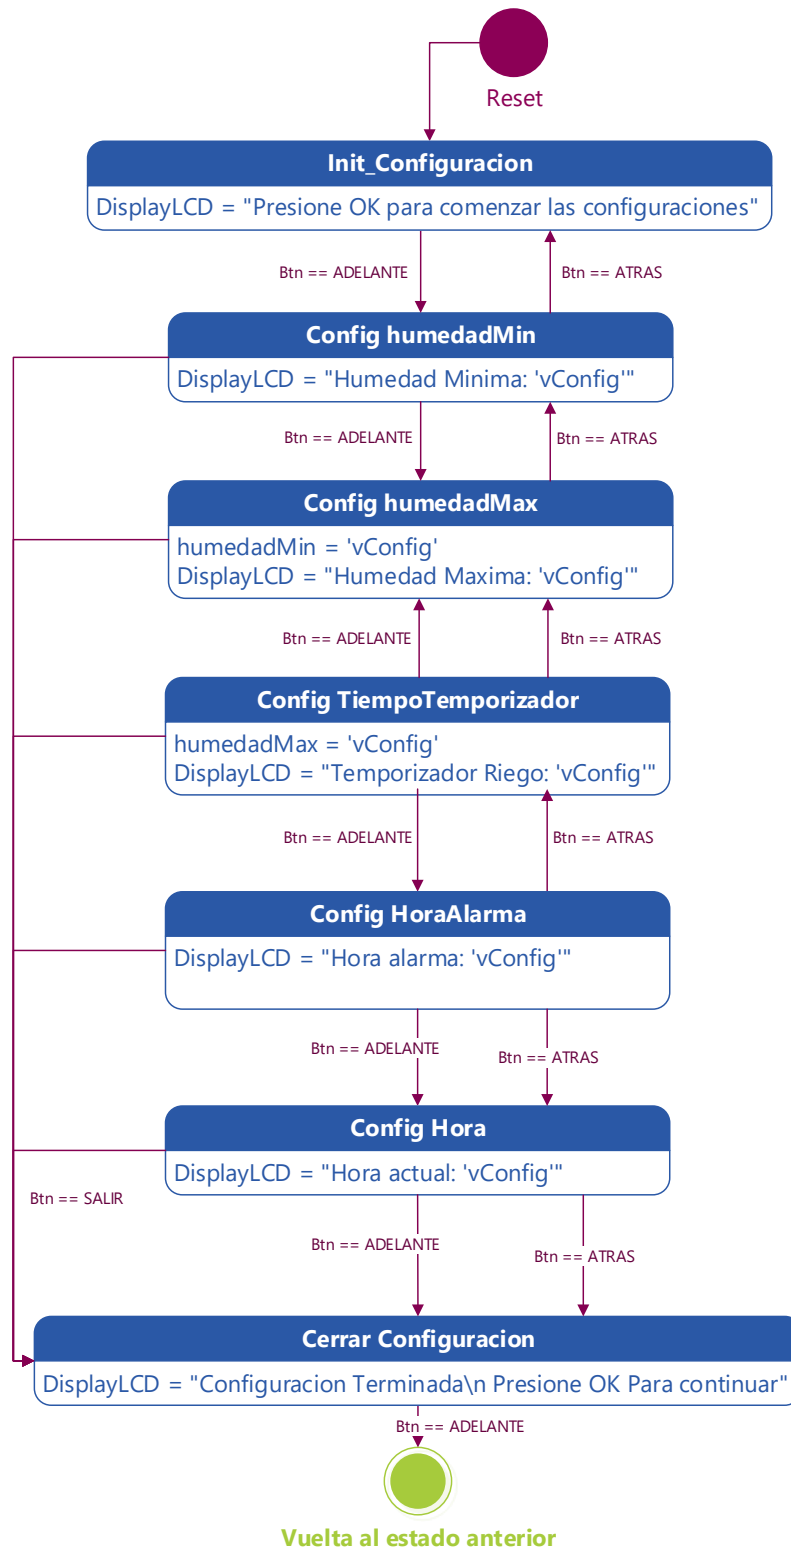 Reset
Init_Configuracion
DisplayLCD = "Presione OK para comenzar las configuraciones"
Btn == ADELANTE
Btn == ATRAS
Config humedadMin
DisplayLCD = "Humedad Minima: 'vConfig'"
Btn == ADELANTE
Btn == ATRAS
Config humedadMax
humedadMin = 'vConfig'
DisplayLCD = "Humedad Maxima: 'vConfig'"
Btn == ADELANTE
Btn == ATRAS
Config TiempoTemporizador
humedadMax = 'vConfig'
DisplayLCD = "Temporizador Riego: 'vConfig'"
Btn == ADELANTE
Btn == ATRAS
Config HoraAlarma
DisplayLCD = "Hora alarma: 'vConfig'"
Btn == ADELANTE
Btn == ATRAS
Config Hora
DisplayLCD = "Hora actual: 'vConfig'"
Btn == SALIR
Btn == ADELANTE
Btn == ATRAS
Cerrar Configuracion
DisplayLCD = "Configuracion Terminada\n Presione OK Para continuar"
Btn == ADELANTE
Vuelta al estado anterior